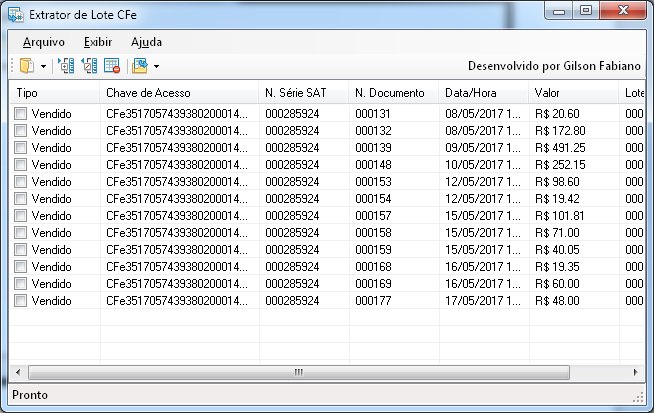 Extrator de Lote CFe
Arquivo Exibir Ajuda
Desenvolvido por Gilson Fabiano
Tipo Chave de Acesso N. Série SAT N. Documento Data/Hora Valor Lote
Vendido CFe3517057439380200014... 000285924 000131 08/05/2017 1... R$ 20.60 000
Vendido CFe3517057439380200014... 000285924 000132 08/05/2017 1... R$ 172.80 000
Vendido CFe3517057439380200014... 000285924 000139 09/05/2017 1... R$ 491.25 000
Vendido CFe3517057439380200014... 000285924 000148 10/05/2017 1... R$ 252.15 000
Vendido CFe3517057439380200014... 000285924 000153 12/05/2017 1... R$ 98.60 000
Vendido CFe3517057439380200014... 000285924 000154 12/05/2017 1... R$ 19.42 000
Vendido CFe3517057439380200014... 000285924 000157 15/05/2017 1... R$ 101.81 000
Vendido CFe3517057439380200014... 000285924 000158 15/05/2017 1... R$ 71.00 000
Vendido CFe3517057439380200014... 000285924 000159 15/05/2017 1... R$ 40.05 000
Vendido CFe3517057439380200014... 000285924 000168 16/05/2017 1... R$ 19.35 000
Vendido CFe3517057439380200014... 000285924 000169 16/05/2017 1... R$ 60.00 000
Vendido CFe3517057439380200014... 000285924 000177 17/05/2017 1... R$ 48.00 000
Pronto